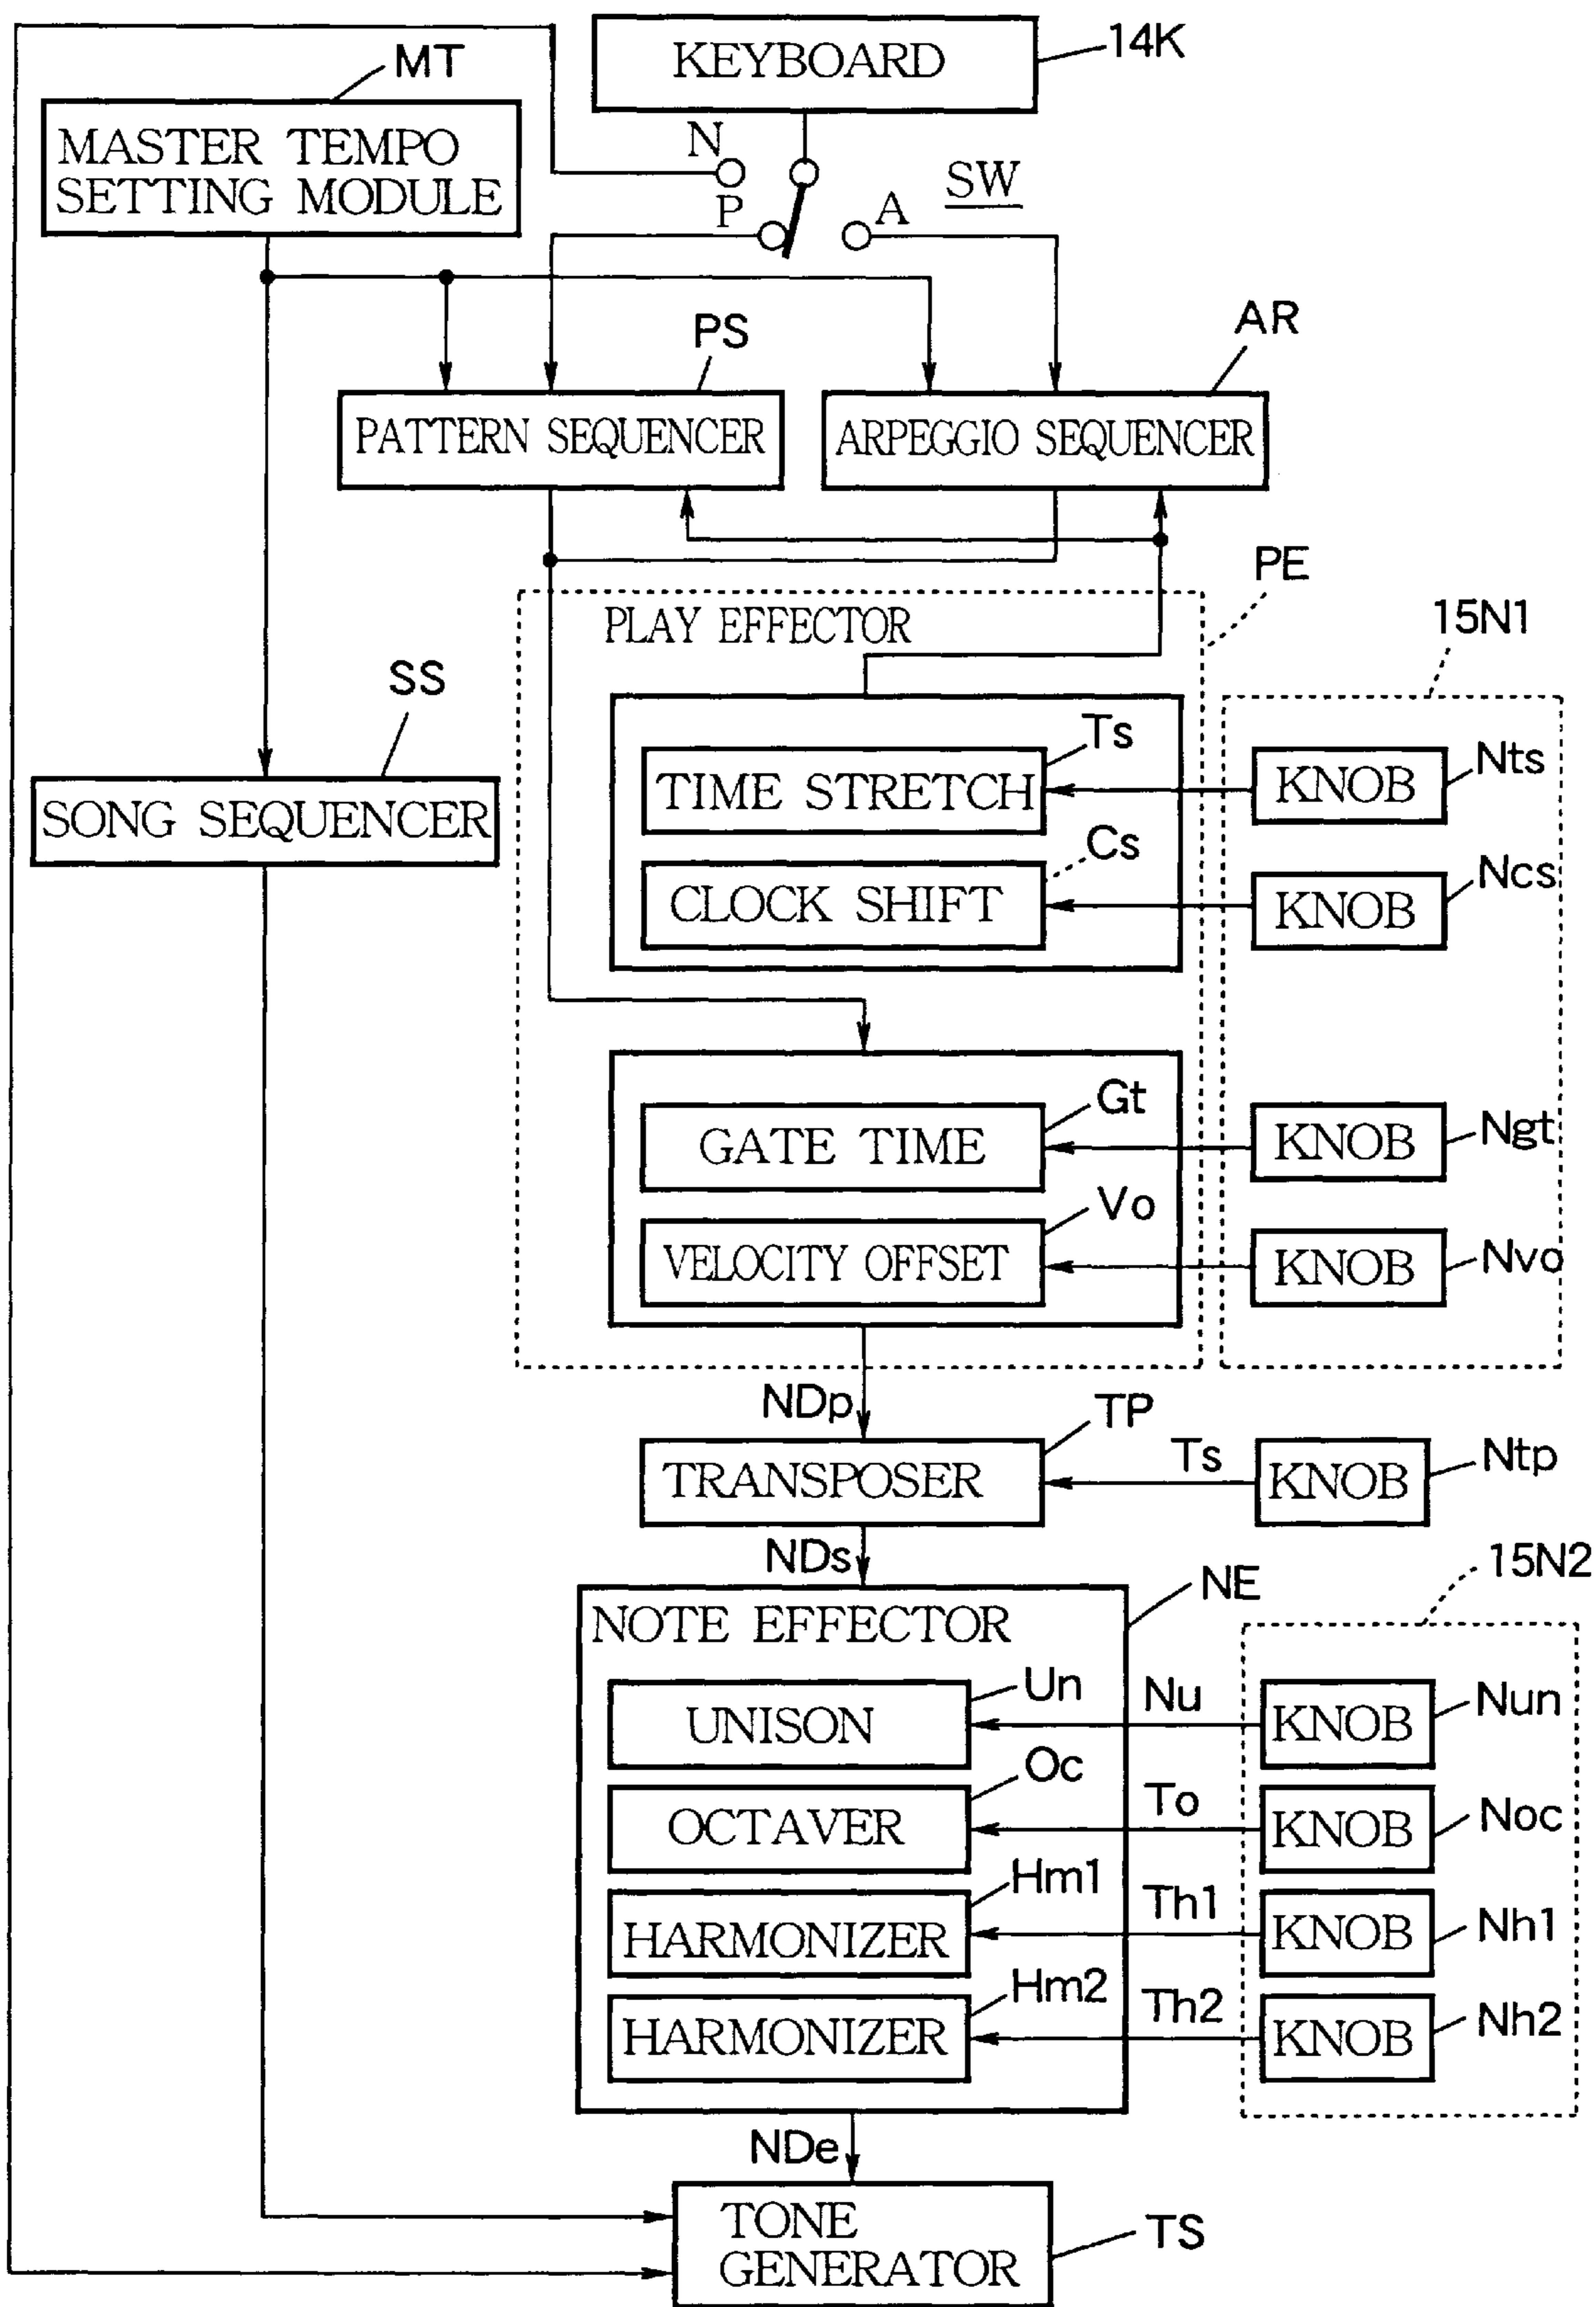 KEYBOARD
14K
MT
MASTER TEMPO
SETTING MODULE
N
P
A
SW
PS
AR
PATTERN SEQUENCER
ARPEGGIO SEQUENCER
PE
PLAY EFFECTOR
15N1
SS
SONG SEQUENCER
Ts
TIME STRETCH
KNOB
Nts
Cs
CLOCK SHIFT
KNOB
Ncs
Gt
GATE TIME
KNOB
Ngt
Vo
VELOCITY OFFSET
KNOB
Nvo
NDp
TP
TRANSPOSER
Ts
KNOB
Ntp
NDs
NE
15N2
NOTE EFFECTOR
Un
UNISON
Nu
KNOB
Nun
Oc
OCTAVER
To
KNOB
Noc
Hm1
HARMONIZER
Th1
KNOB
Nh1
Hm2
HARMONIZER
Th2
KNOB
Nh2
NDe
TONE
GENERATOR
TS